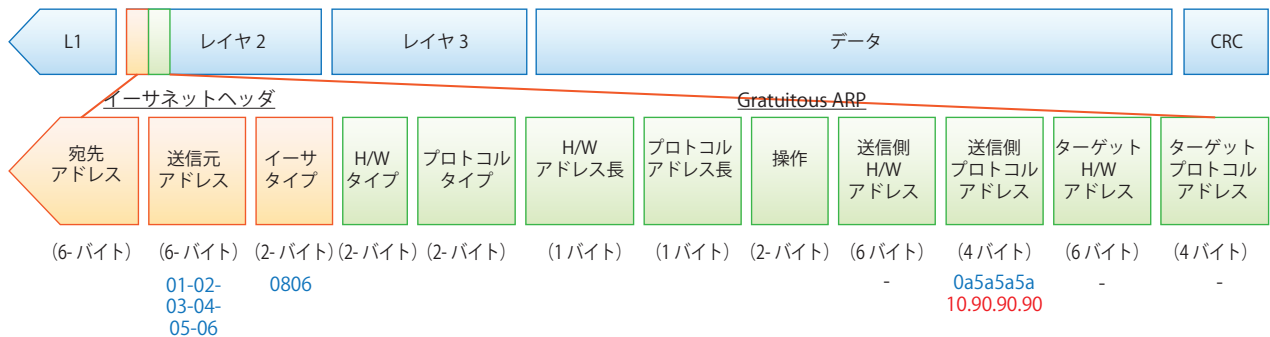 L1
レイヤ 2
レイヤ 3
データ
CRC
イーサネットヘッダ
Gratuitous ARP
宛先
アドレス
送信元
アドレス
イーサ
タイプ
H/W
タイプ
プロトコル
タイプ
H/W
アドレス長
プロトコル
アドレス長
操作
送信側
H/W
アドレス
送信側
プロトコル
アドレス
ターゲット
H/W
アドレス
ターゲット
プロトコル
アドレス
(6- バイト)
(6- バイト)
(2- バイト)
(2- バイト)
(2- バイト)
(1 バイト)
(1 バイト)
(2- バイト)
(6 バイト)
(4 バイト)
(6 バイト)
(4 バイト)
01-02-
03-04-
05-06
0806
-
0a5a5a5a
10.90.90.90
-
-